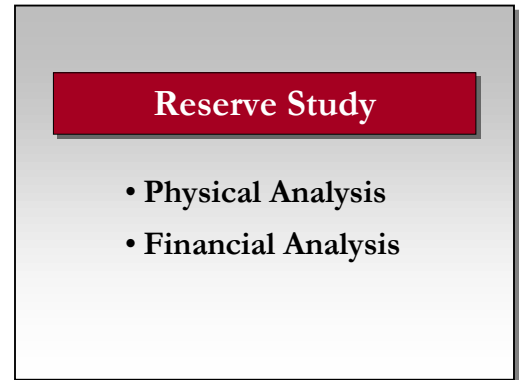 Reserve Study
• Physical Analysis
• Financial Analysis